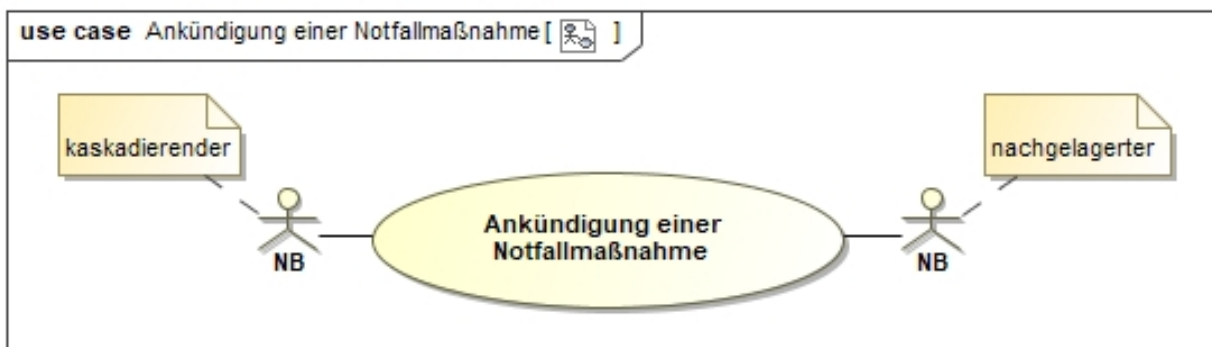 use case Ankündigung einer Notfallmaßnahme [ ]
kaskadierender
nachgelagerter
Ankündigung einer
Notfallmaßnahme
NB
NB